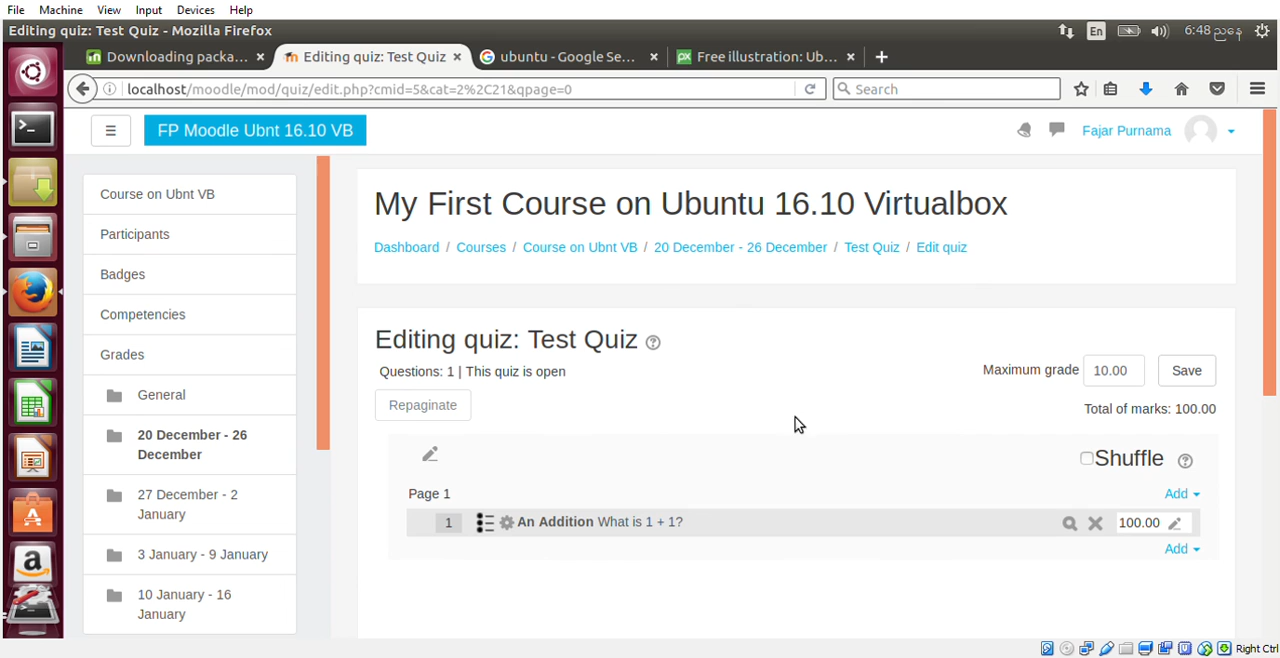 File Machine View Input Devices Help
Editing quiz: Test Quiz - Mozilla Firefox
En
6:48 ညနေ
Downloading packa...
Editing quiz: Test Quiz
ubuntu - Google Se...
Free illustration: Ub...
localhost/moodle/mod/quiz/edit.php?cmid=5&cat=2%2C21&qpage=0
Search
FP Moodle Ubnt 16.10 VB
Fajar Purnama
Course on Ubnt VB
Participants
Badges
Competencies
Grades
General
20 December - 26
December
27 December - 2
January
3 January - 9 January
10 January - 16
January
My First Course on Ubuntu 16.10 Virtualbox
Dashboard / Courses / Course on Ubnt VB / 20 December - 26 December / Test Quiz / Edit quiz
Editing quiz: Test Quiz
Questions: 1 | This quiz is open
Maximum grade 10.00 Save
Repaginate
Total of marks: 100.00
Shuffle
Page 1
Add
1 An Addition What is 1 + 1? 100.00
Add
Right Ctrl